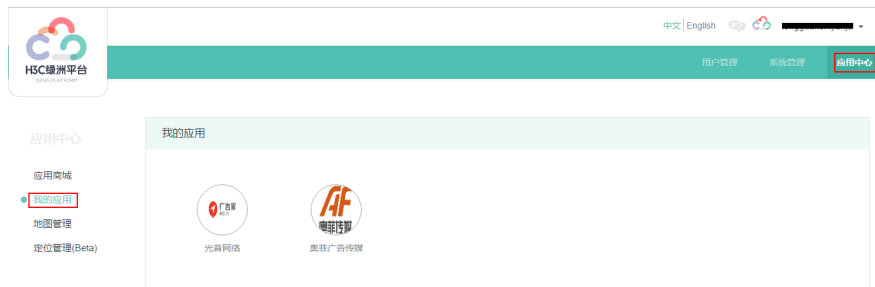 中文 English
H3C绿洲平台
OASIS PLATFORM
用户管理 系统管理 应用中心
应用中心
我的应用
应用商城
我的应用
地图管理
定位管理(Beta)
广告家
光音网络
AF
奥菲传媒
奥菲广告传媒